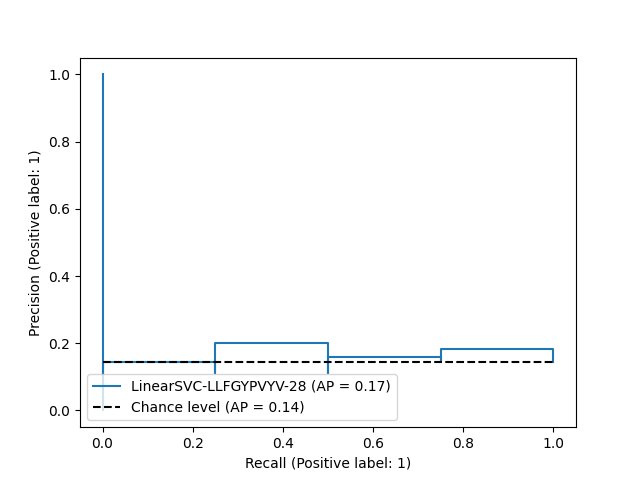 1.0
0.8
0.6
0.4
0.2
0.0
Precision (Positive label: 1)
LinearSVC-LLFGYPVYV-28 (AP = 0.17)
Chance level (AP = 0.14)
0.0 0.2 0.4 0.6 0.8 1.0
Recall (Positive label: 1)